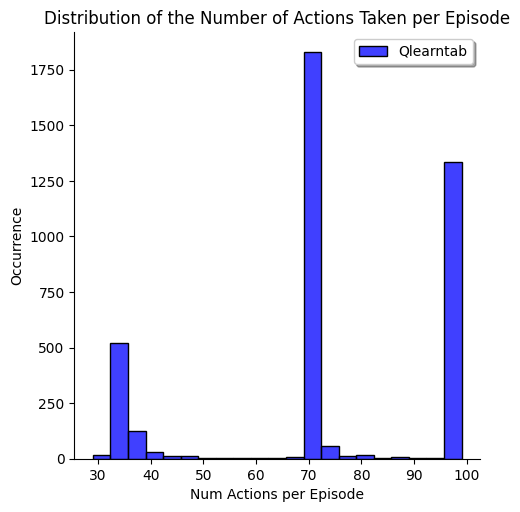 Distribution of the Number of Actions Taken per Episode
Qlearntab
1750
1500
1250
1000
750
500
250
0
Occurrence
30 40 50 60 70 80 90 100
Num Actions per Episode